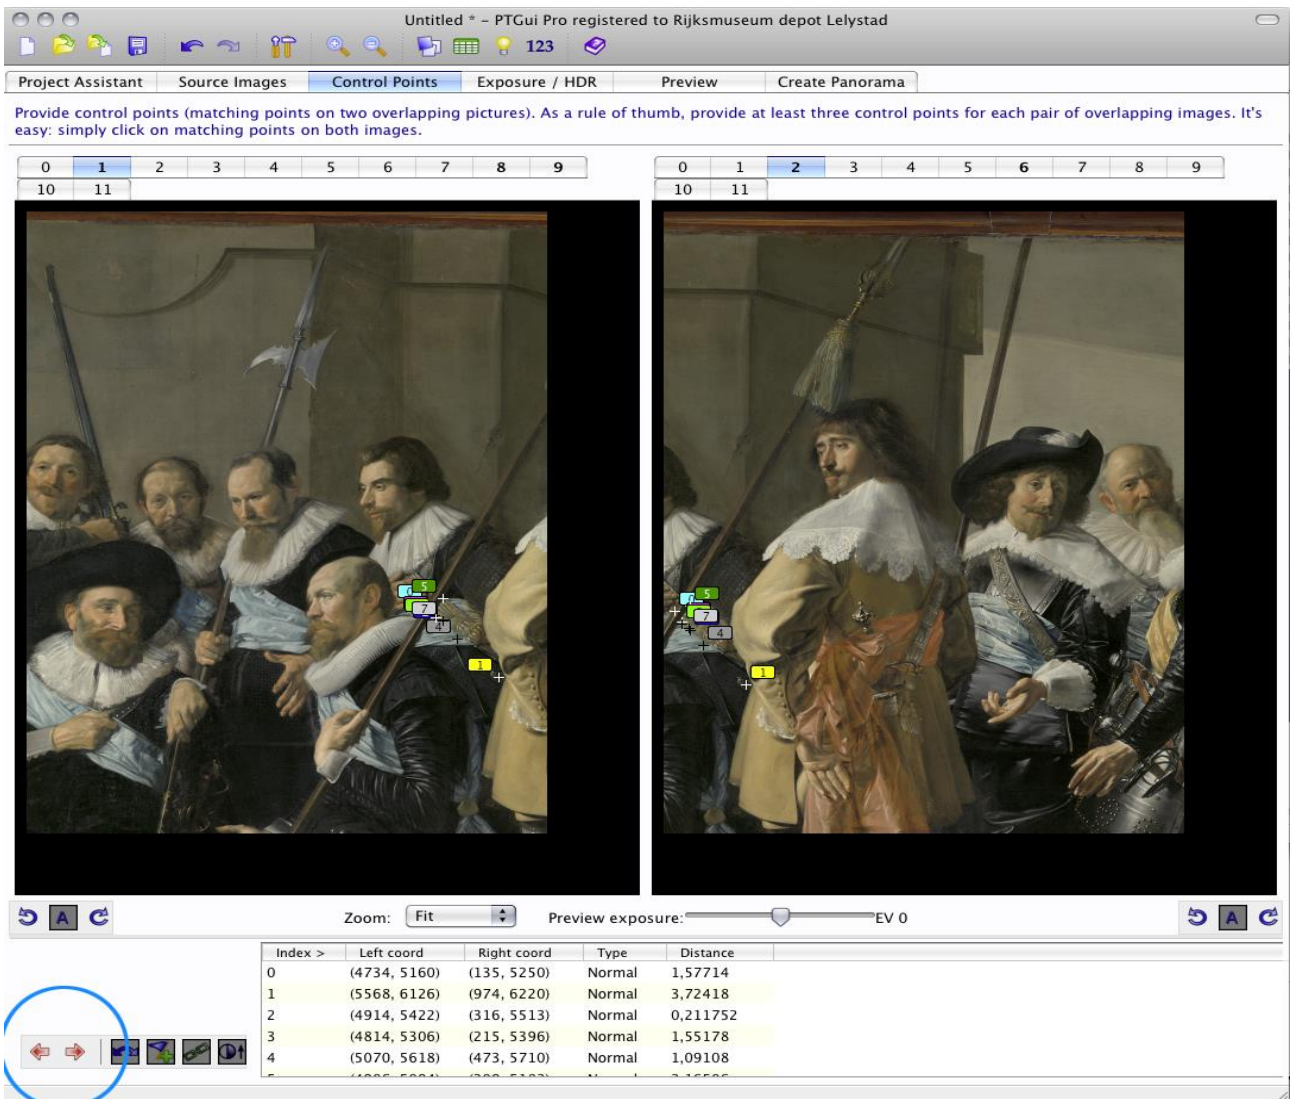 Untitled * – PTGui Pro registered to Rijksmuseum depot Lelystad
123
Project Assistant Source Images Control Points Exposure / HDR Preview Create Panorama
Provide control points (matching points on two overlapping pictures). As a rule of thumb, provide at least three control points for each pair of overlapping images. It's
easy: simply click on matching points on both images.
0 1 2 3 4 5 6 7 8 9
10 11
0 1 2 3 4 5 6 7 8 9
10 11
5
7
4
1
5
7
4
1
A Zoom: Fit Preview exposure: EV 0 A
Index > Left coord Right coord Type Distance
0 (4734, 5160) (135, 5250) Normal 1,57714
1 (5568, 6126) (974, 6220) Normal 3,72418
2 (4914, 5422) (316, 5513) Normal 0,211752
3 (4814, 5306) (215, 5396) Normal 1,55178
4 (5070, 5618) (473, 5710) Normal 1,09108